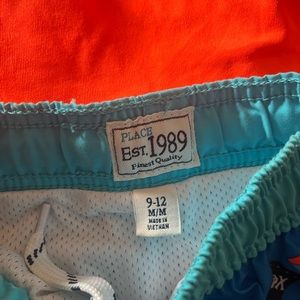 PLACE
EST. 1989
Finest Quality
9-12
M/M
MADE IN
VIETNAM